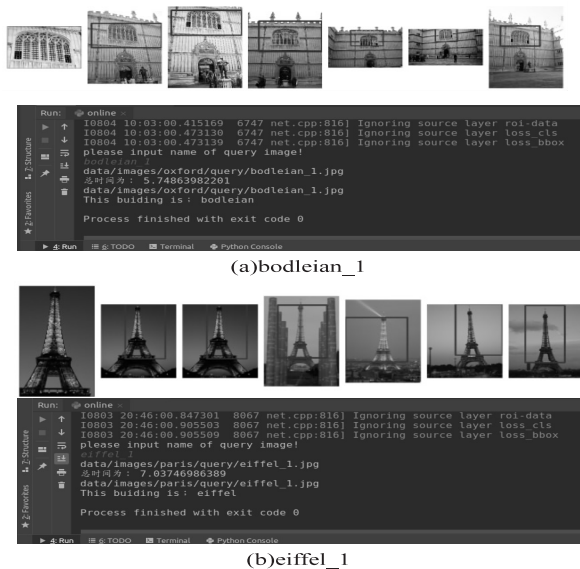 Run: online ×
I0804 10:03:00.415169 6747 net.cpp:816] Ignoring source layer roi-data
I0804 10:03:00.473130 6747 net.cpp:816] Ignoring source layer loss_cls
I0804 10:03:00.473139 6747 net.cpp:816] Ignoring source layer loss_bbox
please input name of query image!
bodleian_1
data/images/oxford/query/bodleian_1.jpg
总时间为： 5.74863982201
data/images/oxford/query/bodleian_1.jpg
This buiding is： bodleian
Process finished with exit code 0
Z: Structure
2: Favorites
4: Run 6: TODO Terminal Python Console
(a)bodleian_1
Run: online ×
I0803 20:46:00.847301 8067 net.cpp:816] Ignoring source layer roi-data
I0803 20:46:00.905503 8067 net.cpp:816] Ignoring source layer loss_cls
I0803 20:46:00.905509 8067 net.cpp:816] Ignoring source layer loss_bbox
please input name of query image!
eiffel_1
data/images/paris/query/eiffel_1.jpg
总时间为： 7.03746986389
data/images/paris/query/eiffel_1.jpg
This buiding is： eiffel
Process finished with exit code 0
Z: Structure
2: Favorites
4: Run 6: TODO Terminal Python Console
(b)eiffel_1